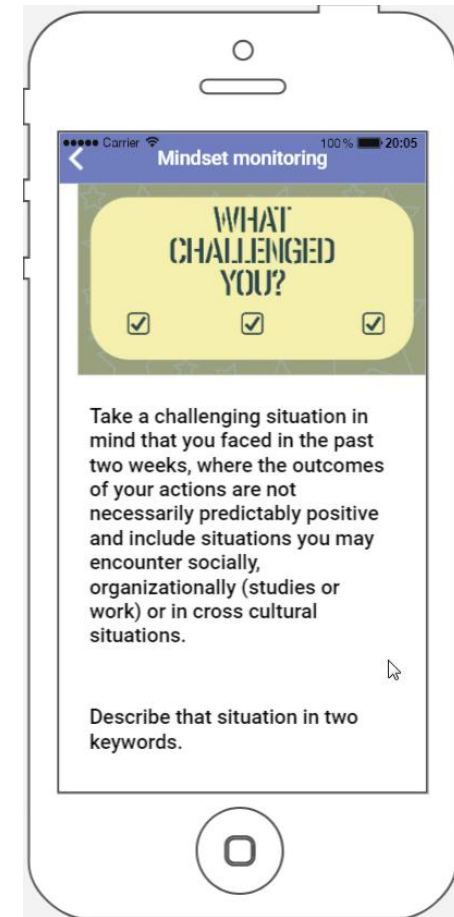 Carrier 100 % 20:05
Mindset monitoring
WHAT
CHALLENGED
YOU?
Take a challenging situation in
mind that you faced in the past
two weeks, where the outcomes
of your actions are not
necessarily predictably positive
and include situations you may
encounter socially,
organizationally (studies or
work) or in cross cultural
situations.
Describe that situation in two
keywords.